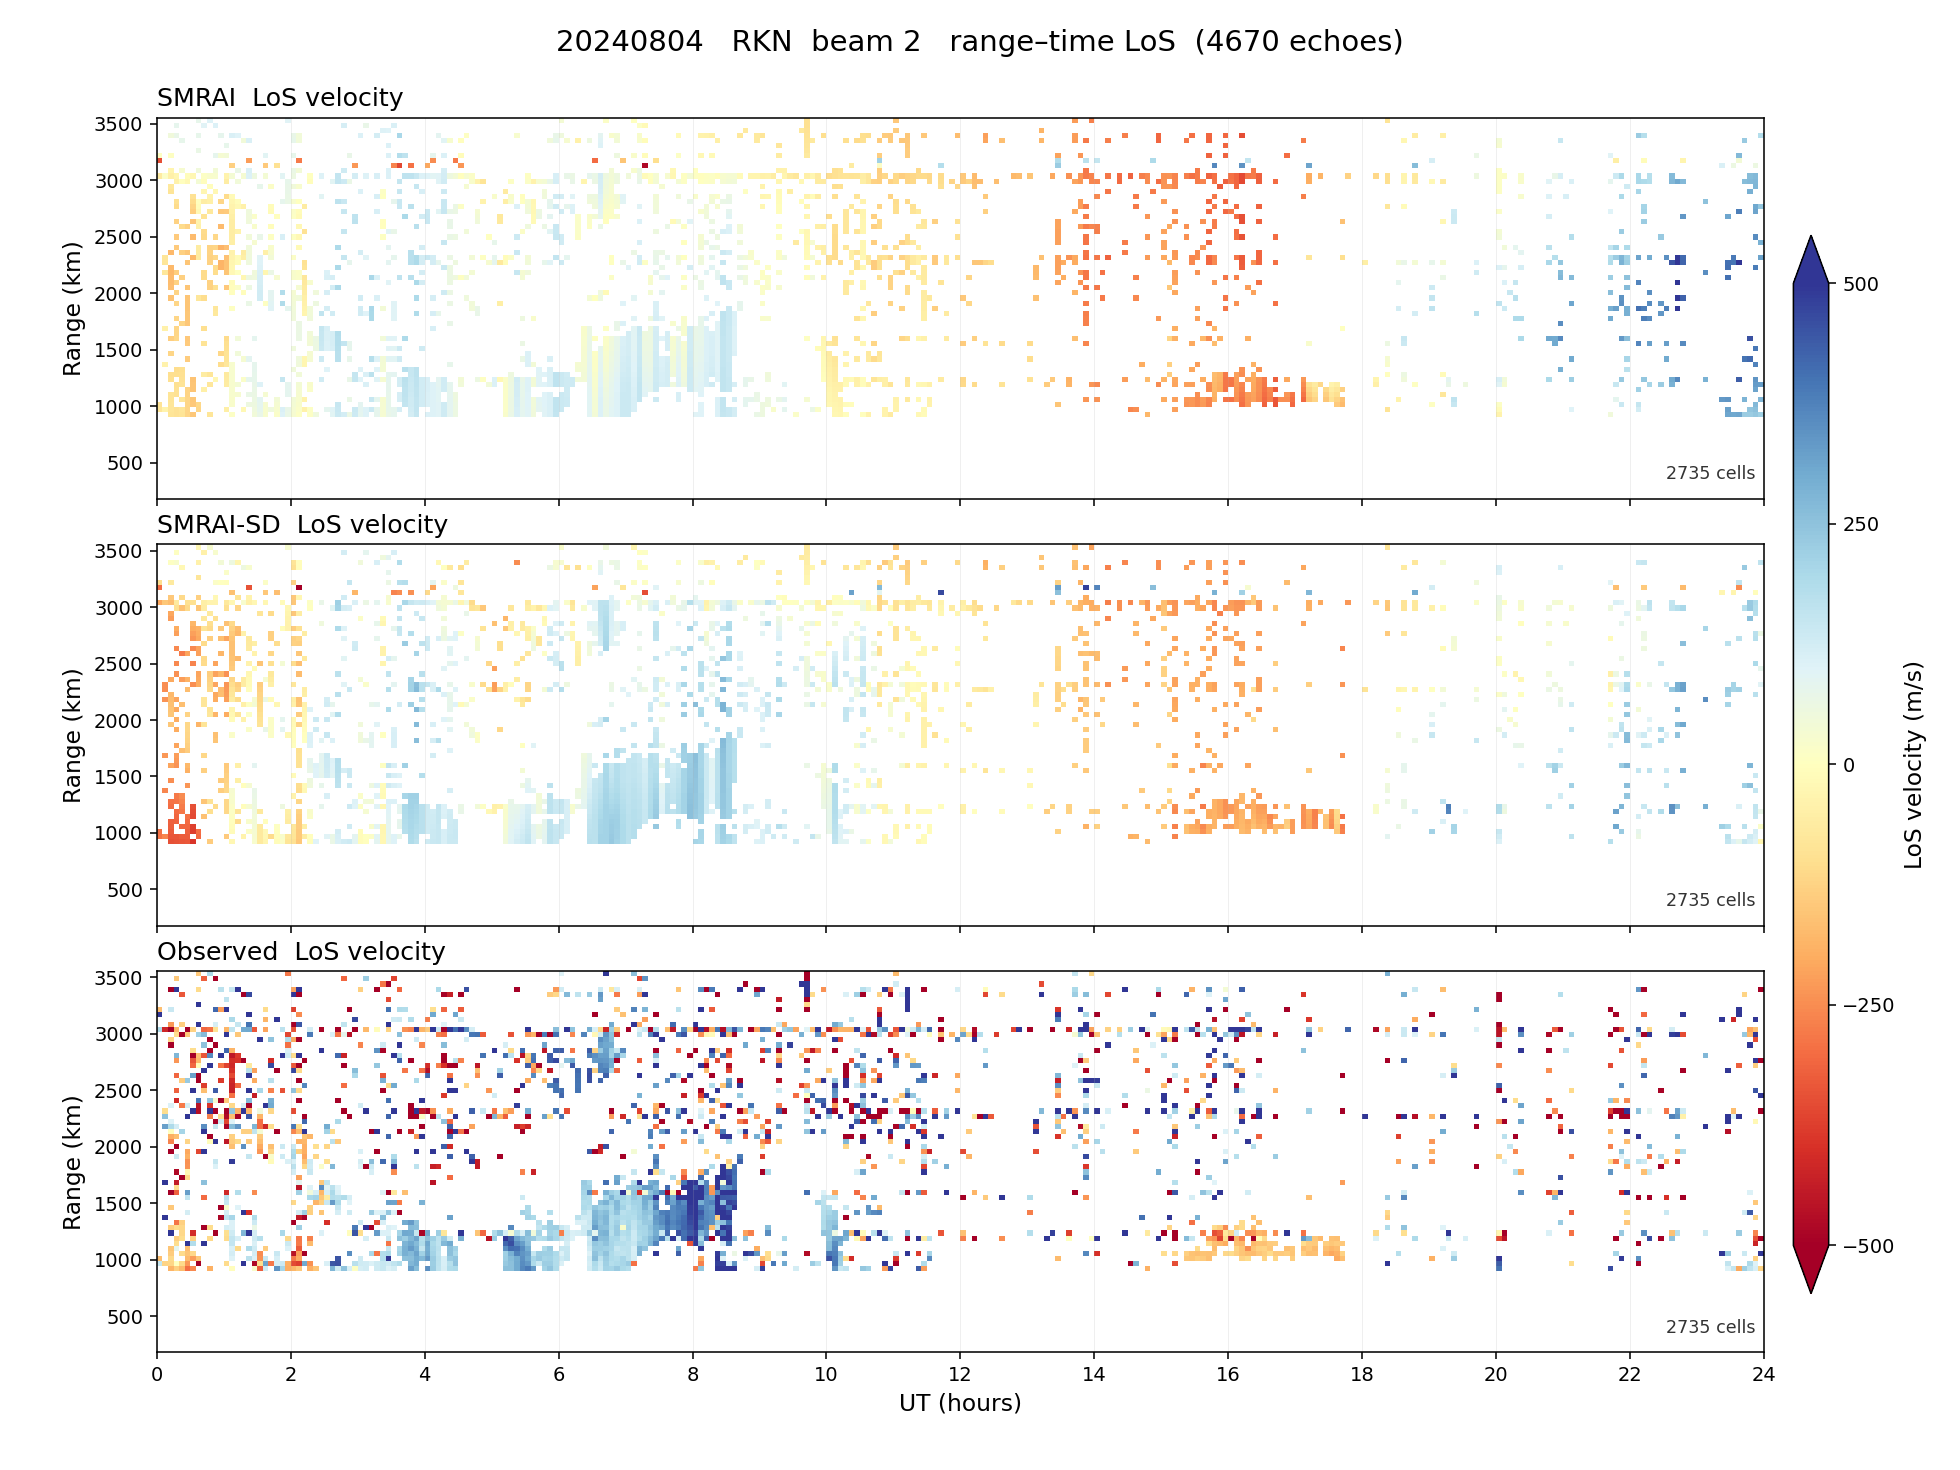 20240804   RKN  beam 2   range–time LoS  (4670 echoes)
SMRAI  LoS velocity
3500
3000
2500
2000
1500
1000
500
Range (km)
2735 cells
SMRAI-SD  LoS velocity
3500
3000
2500
2000
1500
1000
500
Range (km)
2735 cells
Observed  LoS velocity
3500
3000
2500
2000
1500
1000
500
Range (km)
2735 cells
0 2 4 6 8 10 12 14 16 18 20 22 24
UT (hours)
500
250
0
−250
−500
LoS velocity (m/s)